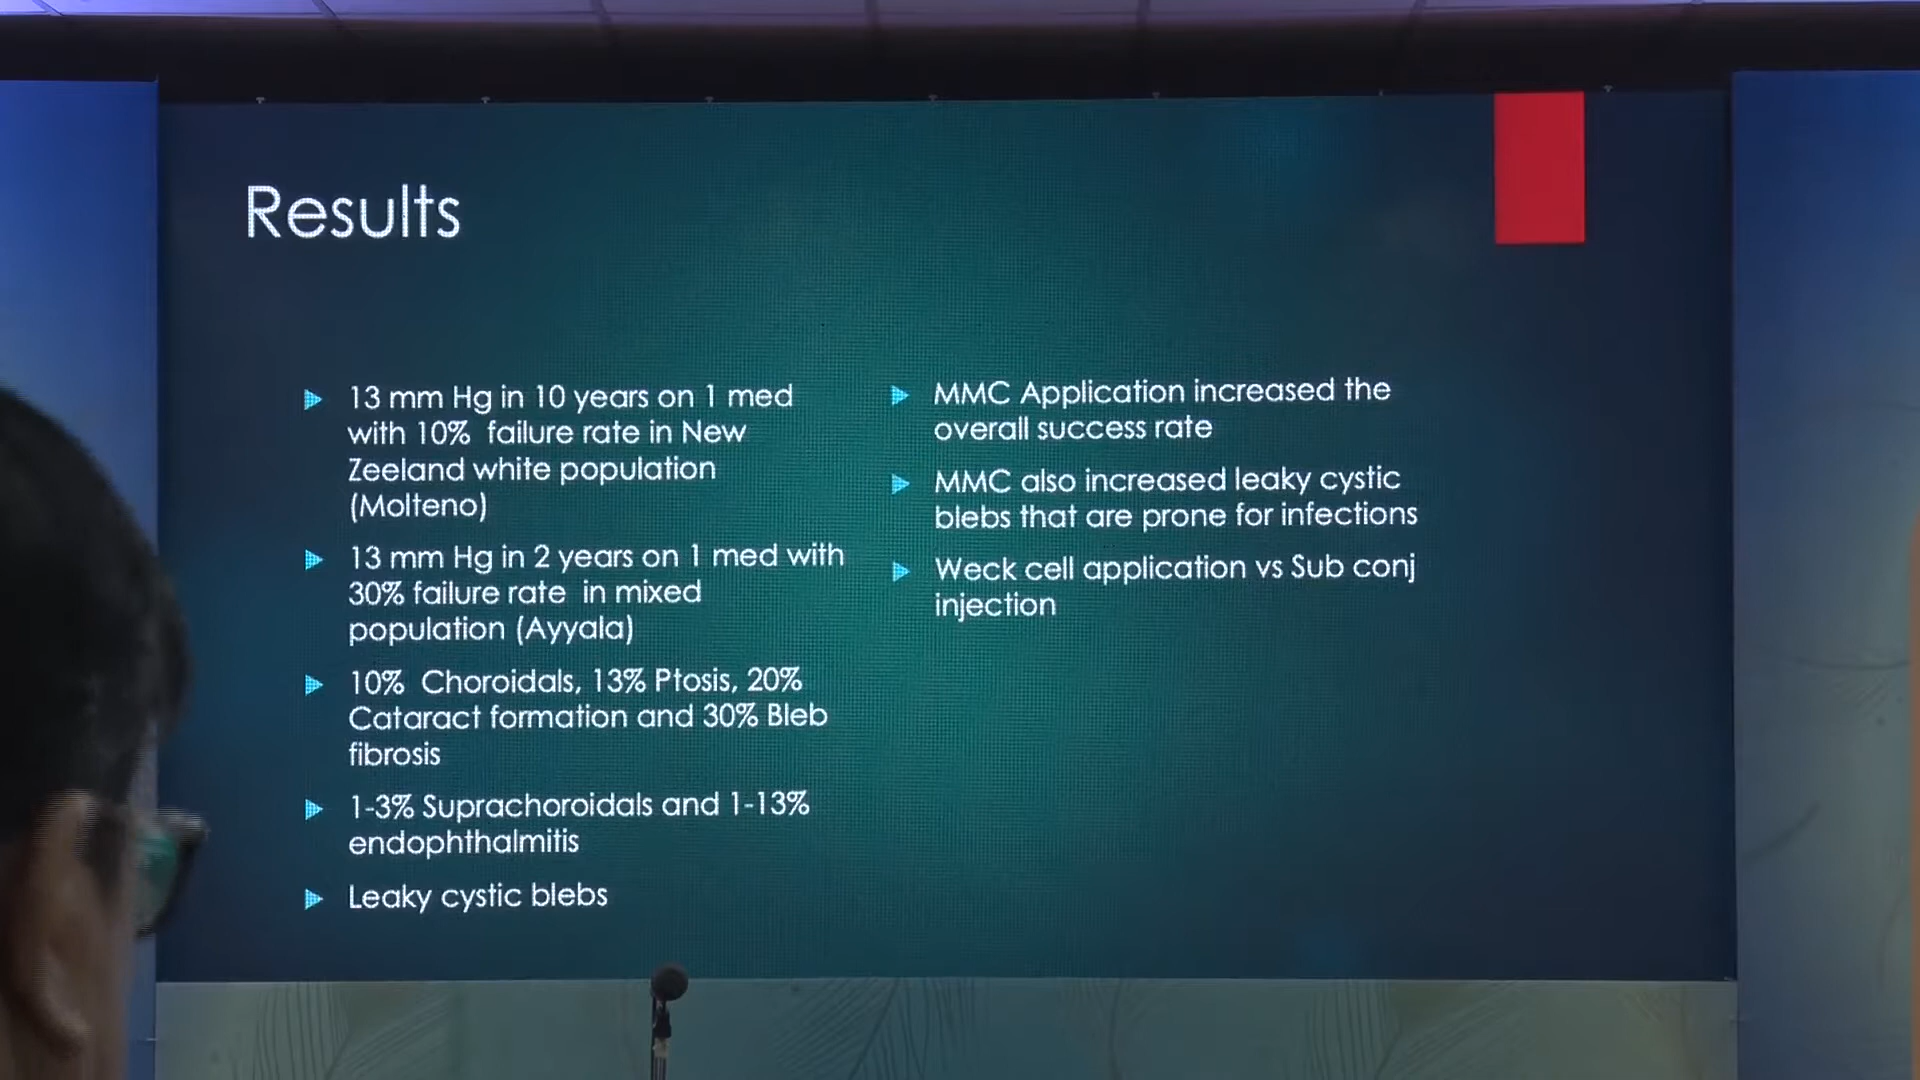 Results
13 mm Hg in 10 years on 1 med
with 10% failure rate in New
Zeeland white population
(Molteno)
13 mm Hg in 2 years on 1 med with
30% failure rate in mixed
population (Ayyala)
10% Choroidals, 13% Ptosis, 20%
Cataract formation and 30% Bleb
fibrosis
1-3% Suprachoroidals and 1-13%
endophthalmitis
Leaky cystic blebs
MMC Application increased the
overall success rate
MMC also increased leaky cystic
blebs that are prone for infections
Weck cell application vs Sub conj
injection